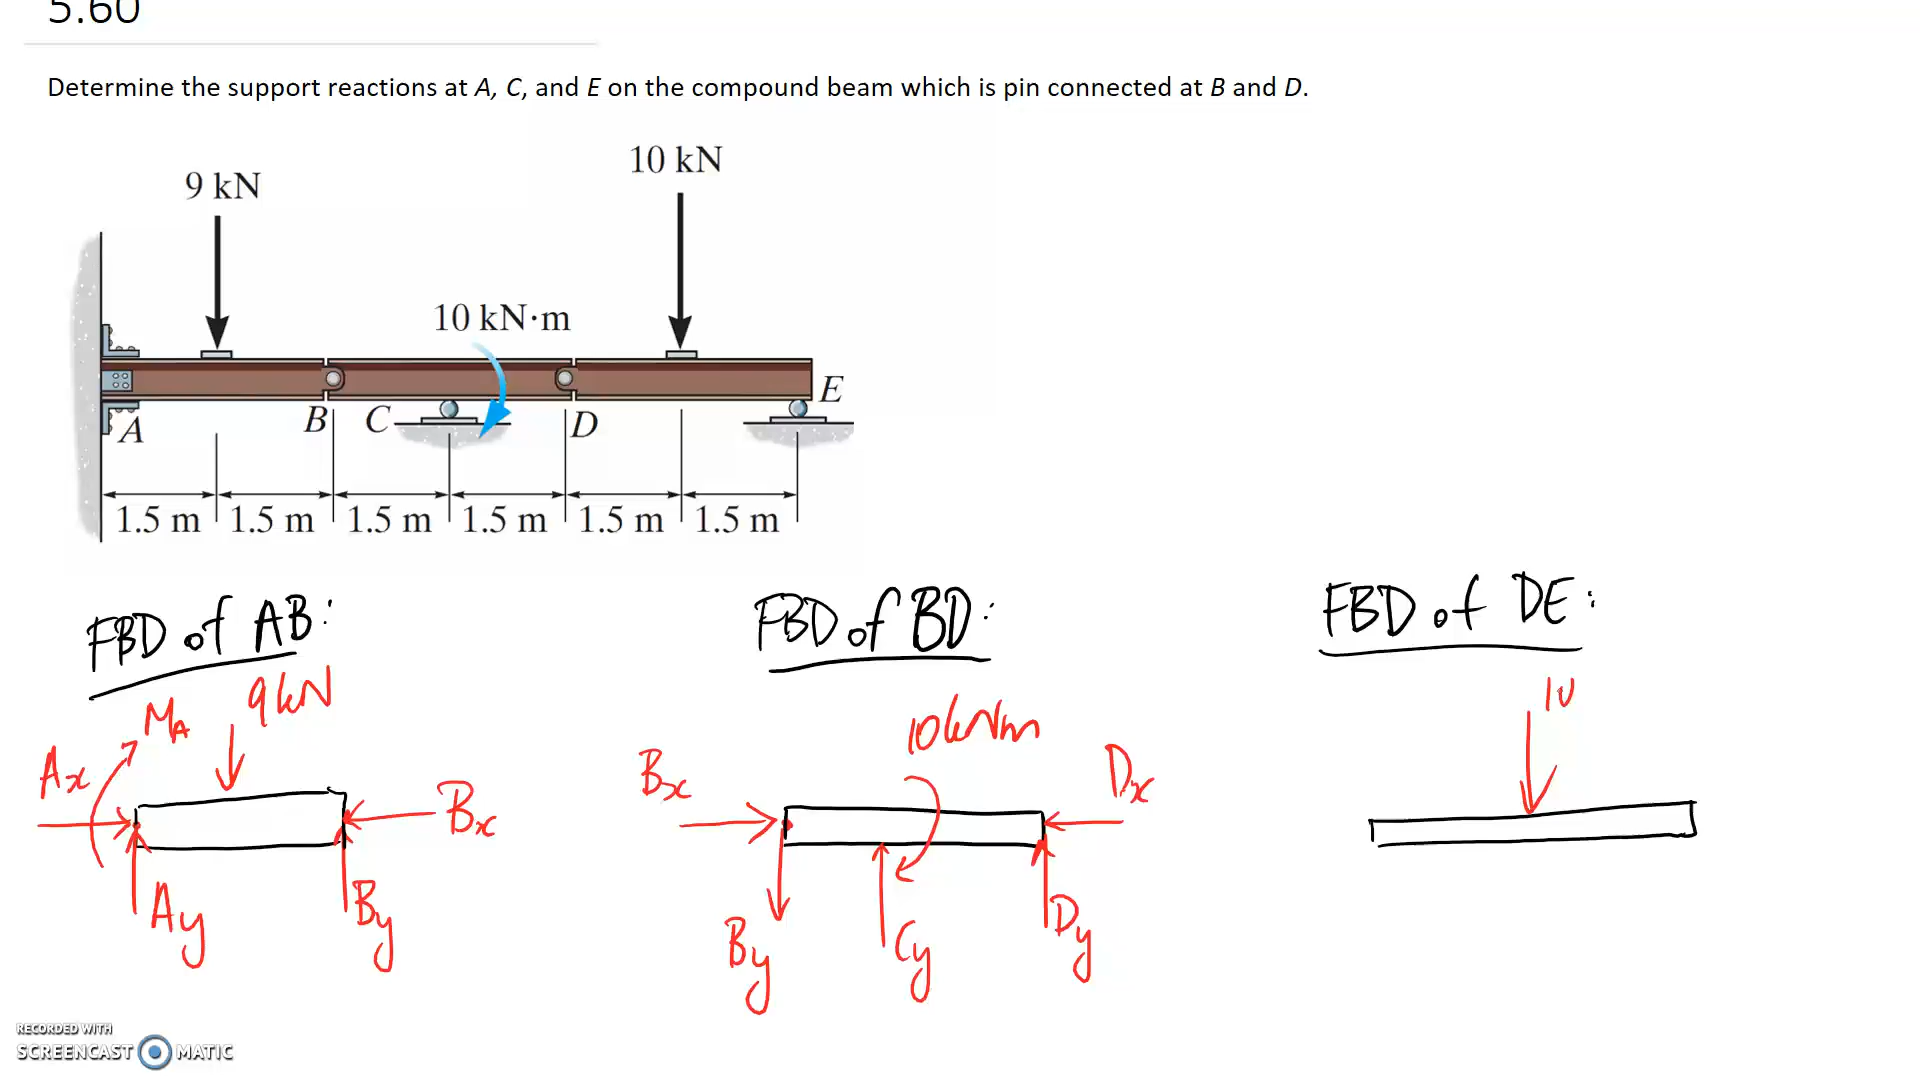 5.60
Determine the support reactions at A, C, and E on the compound beam which is pin connected at B and D.
10 kN
9 kN
10 kN·m
A
B
C
D
E
1.5 m 1.5 m 1.5 m 1.5 m 1.5 m 1.5 m
FBD of AB:
9kN
MA
Ax
Bx
Ay
By
FBD of BD:
10kNm
Bx
Dx
By
Cy
Dy
FBD of DE:
10
RECORDED WITH
SCREENCAST MATIC